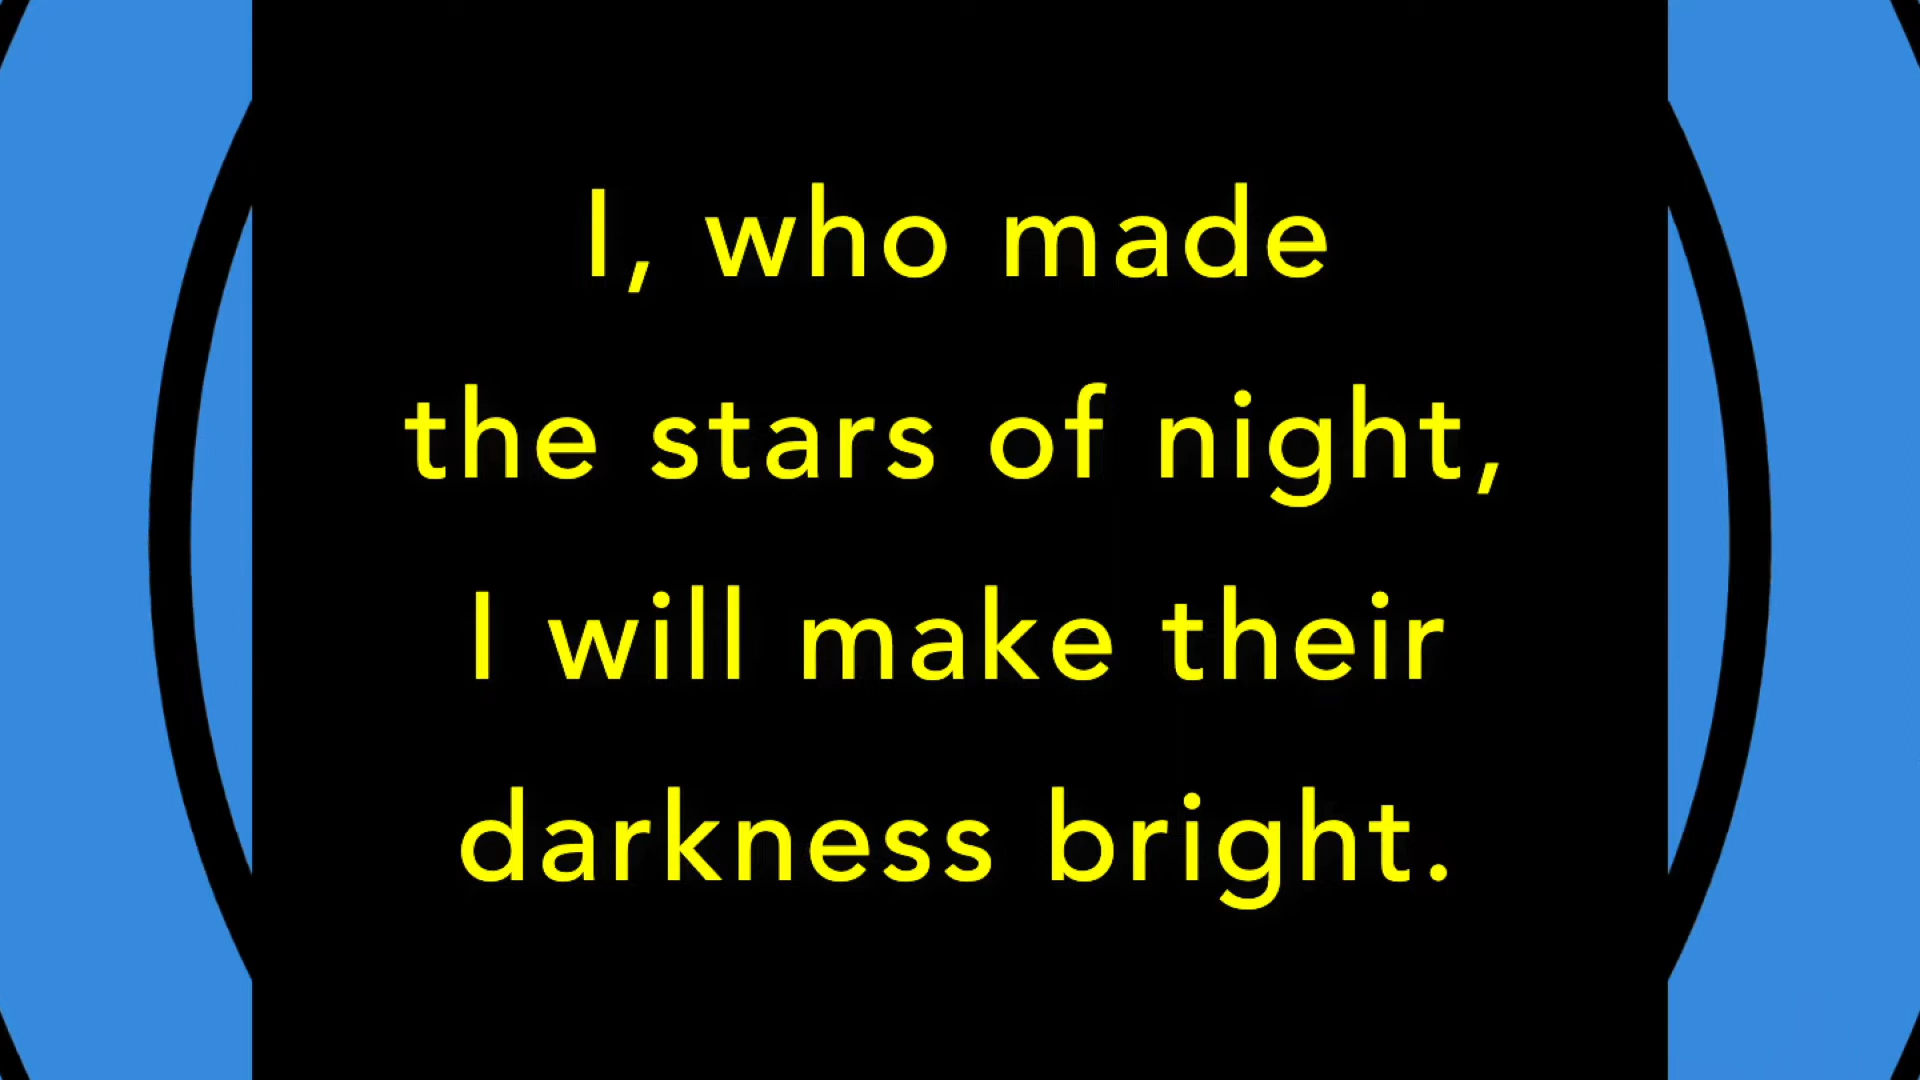 I, who made
the stars of night,
I will make their
darkness bright.